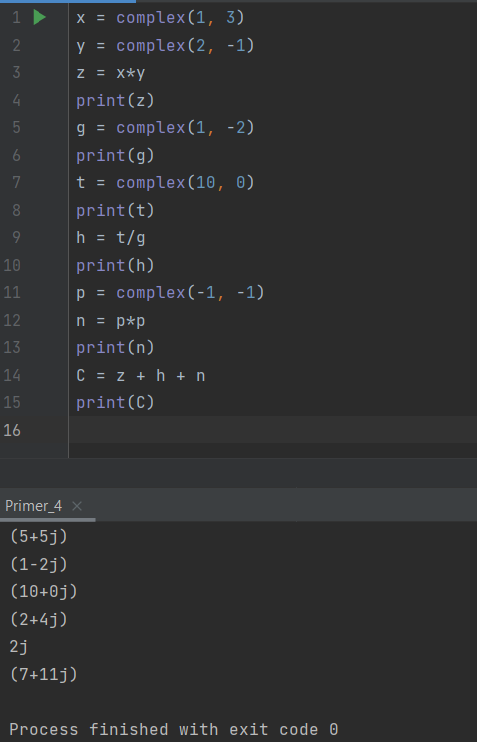 1 x = complex(1, 3)
2 y = complex(2, -1)
3 z = x*y
4 print(z)
5 g = complex(1, -2)
6 print(g)
7 t = complex(10, 0)
8 print(t)
9 h = t/g
10 print(h)
11 p = complex(-1, -1)
12 n = p*p
13 print(n)
14 C = z + h + n
15 print(C)
16
Primer_4 ×
(5+5j)
(1-2j)
(10+0j)
(2+4j)
2j
(7+11j)
Process finished with exit code 0